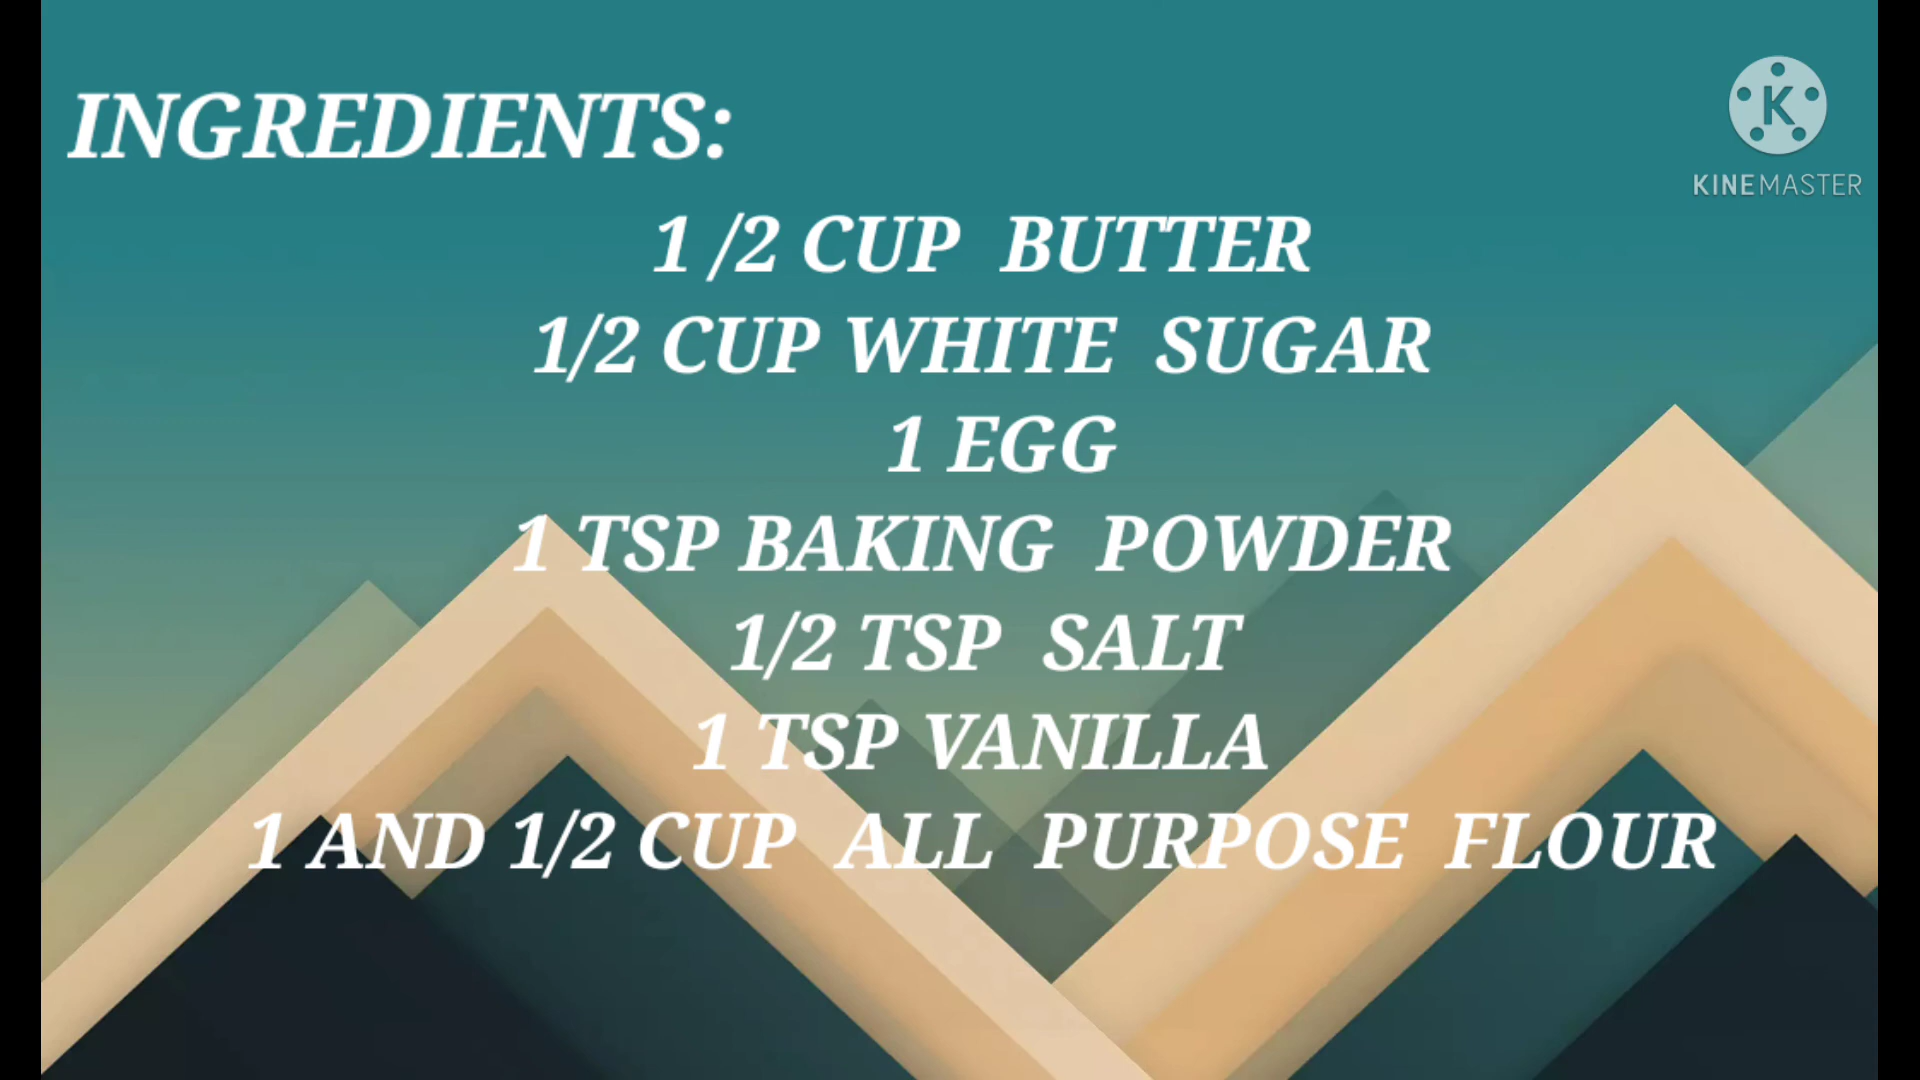 INGREDIENTS:
K
KINEMASTER
1 /2 CUP BUTTER
1/2 CUP WHITE SUGAR
1 EGG
1 TSP BAKING POWDER
1/2 TSP SALT
1 TSP VANILLA
1 AND 1/2 CUP ALL PURPOSE FLOUR